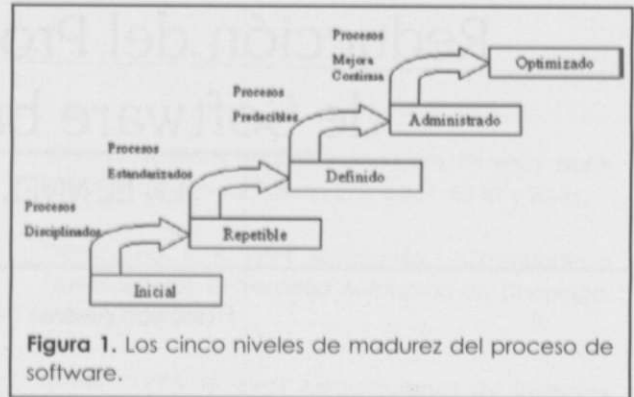 Procesos
Mejora
Continua
Optimizado
Procesos
Predecibles
Administrado
Procesos
Estandarizados
Definido
Procesos
Disciplinados
Repetible
Inicial
Figura 1. Los cinco niveles de madurez del proceso de
software.